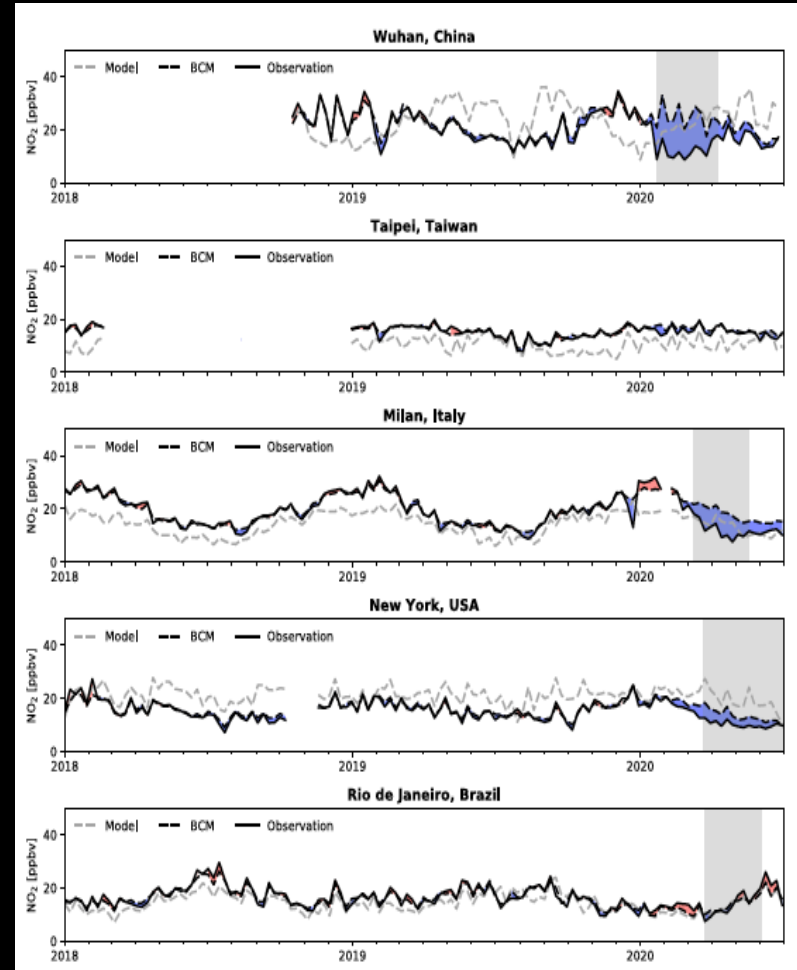 Wuhan, China
Model BCM Observation
NO2 [ppbv]
40
20
0
2018 2019 2020
Taipei, Taiwan
Model BCM Observation
NO2 [ppbv]
40
20
0
2018 2019 2020
Milan, Italy
Model BCM Observation
NO2 [ppbv]
40
20
0
2018 2019 2020
New York, USA
Model BCM Observation
NO2 [ppbv]
40
20
0
2018 2019 2020
Rio de Janeiro, Brazil
Model BCM Observation
NO2 [ppbv]
40
20
0
2018 2019 2020